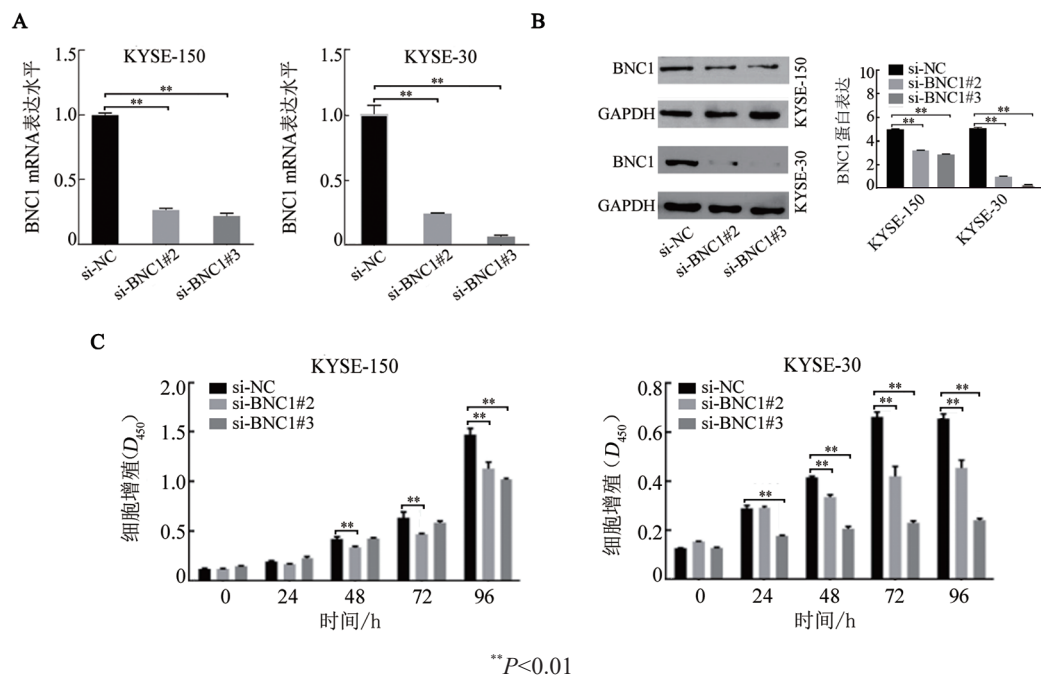 A
KYSE-150
BNC1 mRNA表达水平
1.5
1.0
0.5
0
**
**
si-NC
si-BNC1#2
si-BNC1#3
KYSE-30
BNC1 mRNA表达水平
1.5
1.0
0.5
0
**
**
si-NC
si-BNC1#2
si-BNC1#3
B
BNC1
GAPDH
KYSE-150
BNC1
GAPDH
KYSE-30
si-NC
si-BNC1#2
si-BNC1#3
si-NC
si-BNC1#2
si-BNC1#3
BNC1蛋白表达
10
8
6
4
2
0
**
**
**
**
KYSE-150
KYSE-30
C
KYSE-150
si-NC
si-BNC1#2
si-BNC1#3
细胞增殖(D450)
2.0
1.5
1.0
0.5
0
**
**
**
**
0 24 48 72 96
时间/h
KYSE-30
si-NC
si-BNC1#2
si-BNC1#3
细胞增殖(D450)
0.8
0.6
0.4
0.2
0
**
**
**
**
**
**
**
0 24 48 72 96
时间/h
**P<0.01